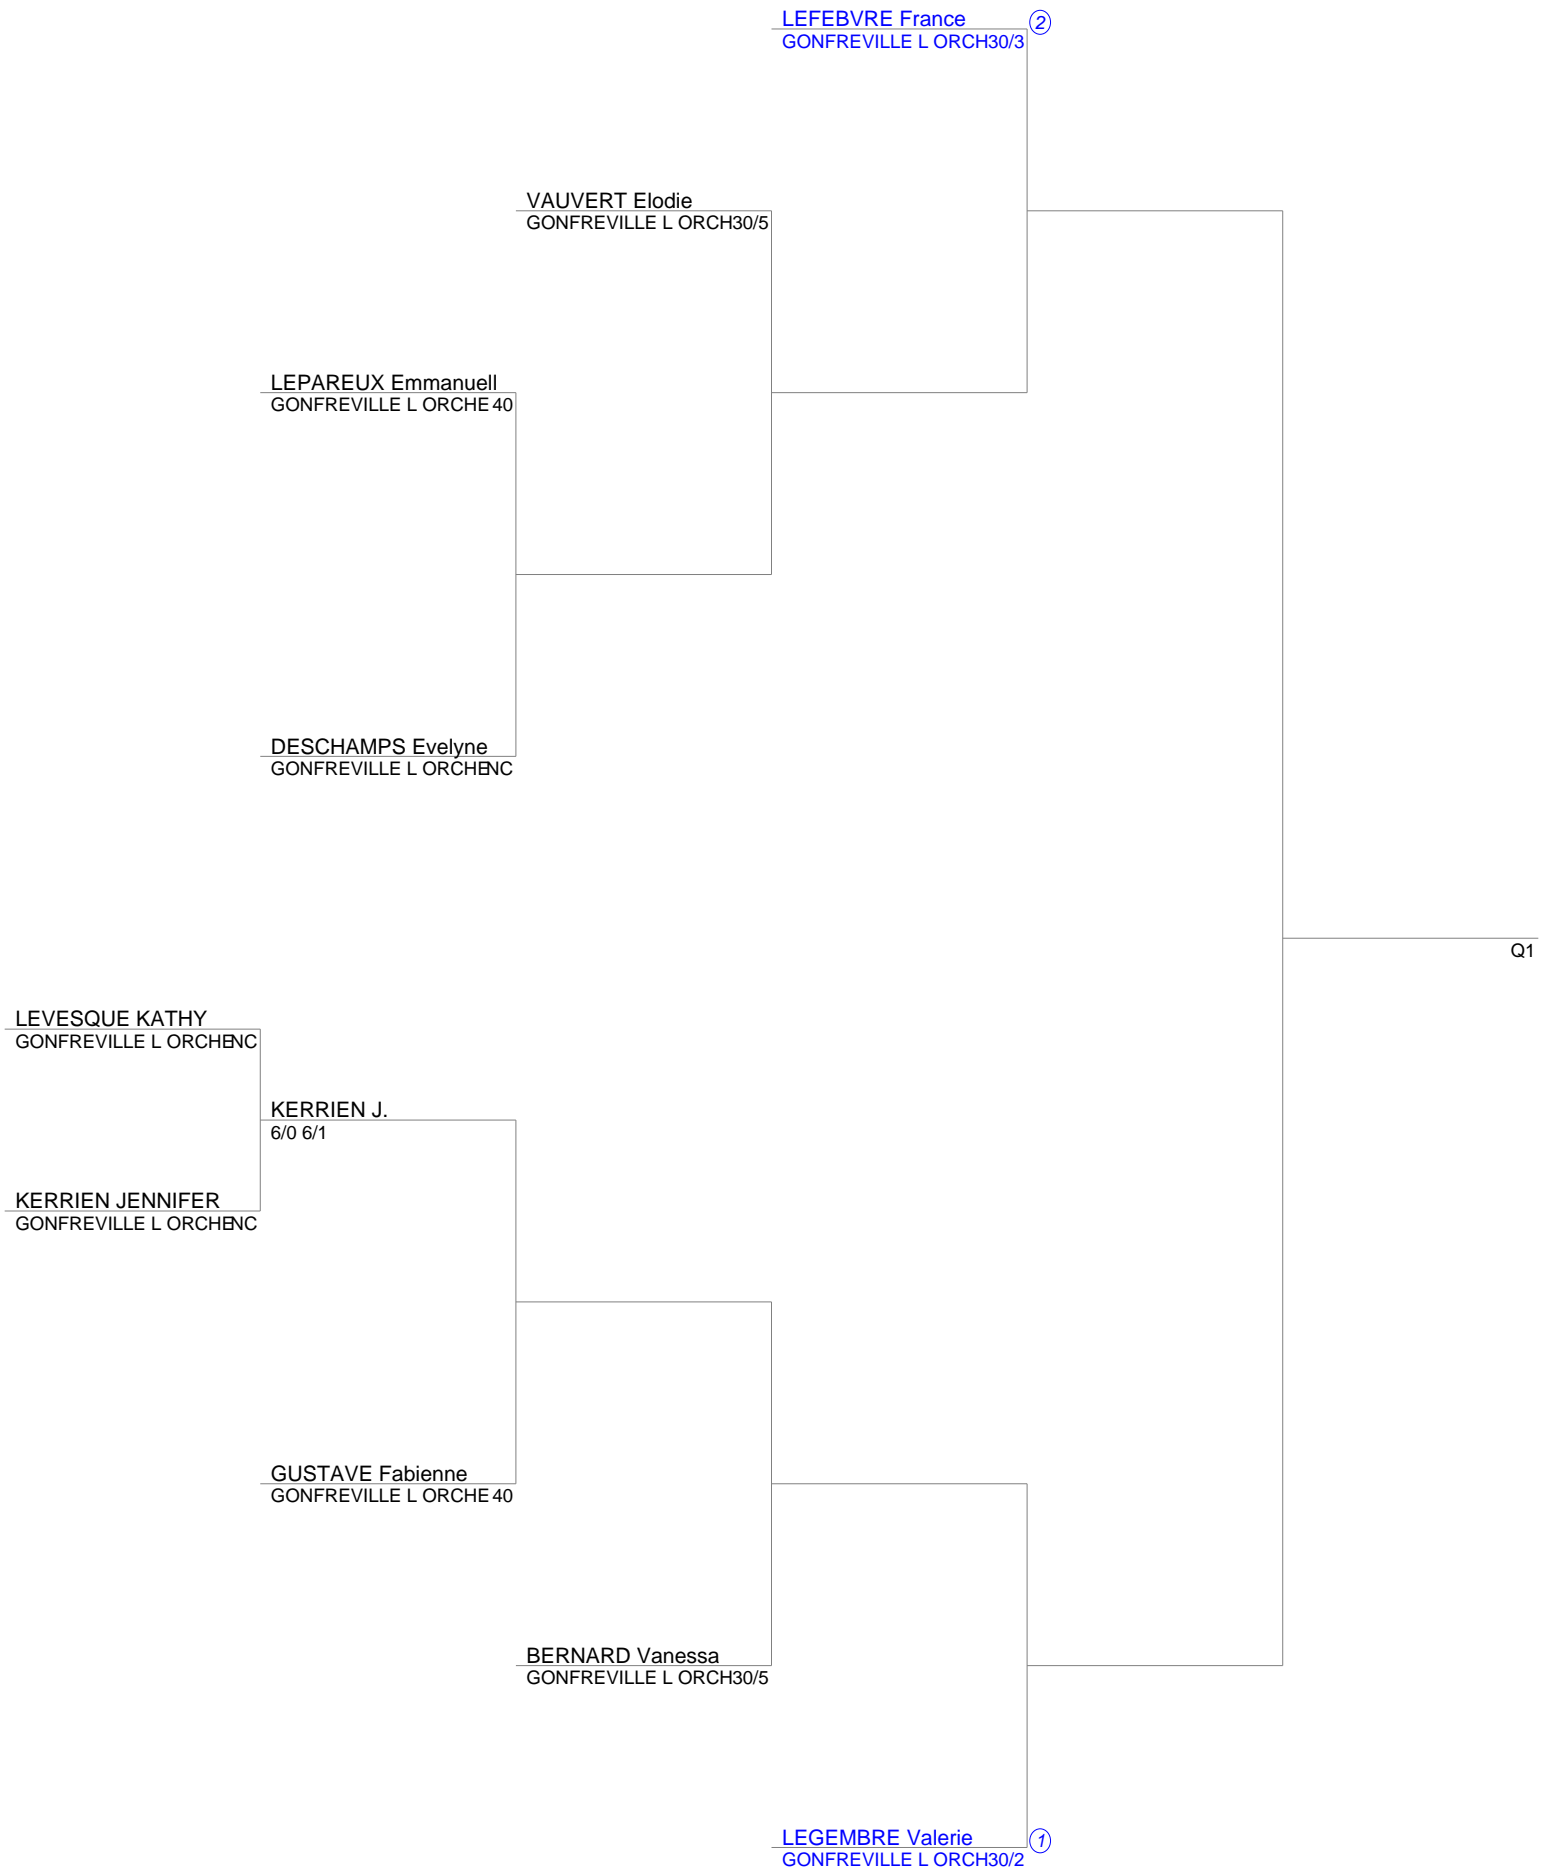 LEFEBVRE France 2
GONFREVILLE L ORCH30/3
VAUVERT Elodie
GONFREVILLE L ORCH30/5
LEPAREUX Emmanuell
GONFREVILLE L ORCHE 40
DESCHAMPS Evelyne
GONFREVILLE L ORCHENC
Q1
LEVESQUE KATHY
GONFREVILLE L ORCHENC
KERRIEN J.
6/0 6/1
KERRIEN JENNIFER
GONFREVILLE L ORCHENC
GUSTAVE Fabienne
GONFREVILLE L ORCHE 40
BERNARD Vanessa
GONFREVILLE L ORCH30/5
LEGEMBRE Valerie 1
GONFREVILLE L ORCH30/2